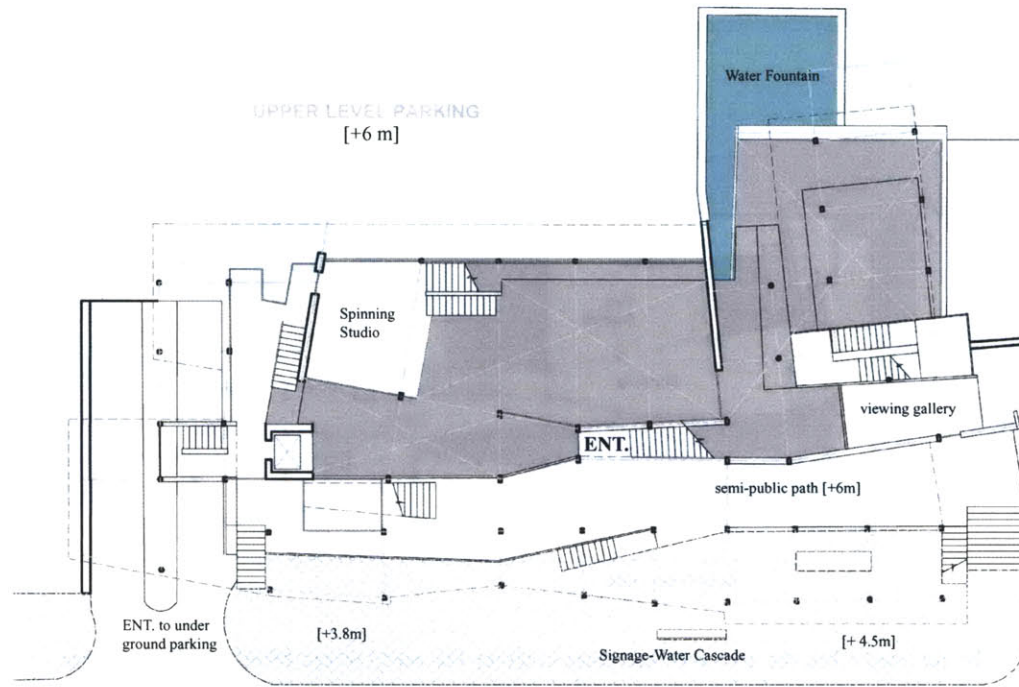 Water Fountain
UPPER LEVEL PARKING
[+6 m]
Spinning
Studio
viewing gallery
ENT.
semi-public path [+6m]
ENT. to under
ground parking
[+3.8m]
[+ 4.5m]
Signage-Water Cascade